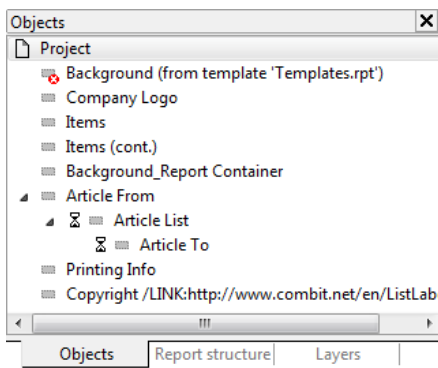 Objects
Project
Background (from template 'Templates.rpt')
Company Logo
Items
Items (cont.)
Background_Report Container
Article From
Article List
Article To
Printing Info
Copyright /LINK:http://www.combit.net/en/ListLab
Objects Report structure Layers